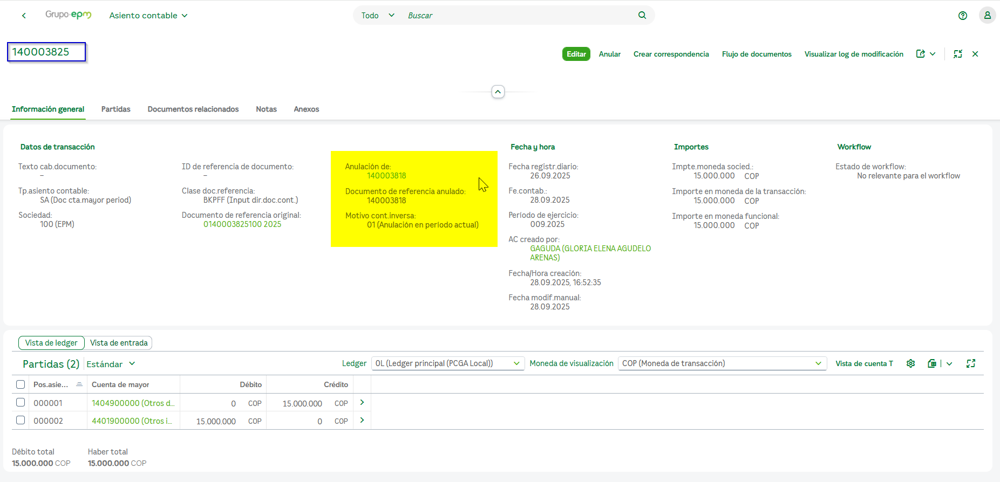 Grupo·epm
Asiento contable
Todo
Buscar
140003825
Editar
Anular
Crear correspondencia
Flujo de documentos
Visualizar log de modificación
Información general
Partidas
Documentos relacionados
Notas
Anexos
Datos de transacción
Texto cab.documento:
–
Tp.asiento contable:
SA (Doc cta.mayor period)
Sociedad:
100 (EPM)
ID de referencia de documento:
–
Clase doc.referencia:
BKPFF (Input dir.doc.cont.)
Documento de referencia original:
0140003825100 2025
Anulación de:
140003818
Documento de referencia anulado:
140003818
Motivo cont.inversa:
01 (Anulación en período actual)
Fecha y hora
Fecha registr.diario:
26.09.2025
Fe.contab.:
28.09.2025
Período de ejercicio:
009.2025
AC creado por:
GAGUDA (GLORIA ELENA AGUDELO
ARENAS)
Fecha/Hora creación:
28.09.2025, 16:52:35
Fecha modif.manual:
28.09.2025
Importes
Impte.moneda socied.:
15.000.000 COP
Importe en moneda de la transacción:
15.000.000 COP
Importe en moneda funcional:
15.000.000 COP
Workflow
Estado de workflow:
No relevante para el workflow
Vista de ledger
Vista de entrada
Partidas (2)
Estándar
Ledger
0L (Ledger principal (PCGA Local))
Moneda de visualización
COP (Moneda de transacción)
Vista de cuenta T
Pos.asie... Cuenta de mayor Débito Crédito
000001 1404900000 (Otros d... 0 COP 15.000.000 COP
000002 4401900000 (Otros i... 15.000.000 COP 0 COP
Débito total
15.000.000 COP
Haber total
15.000.000 COP